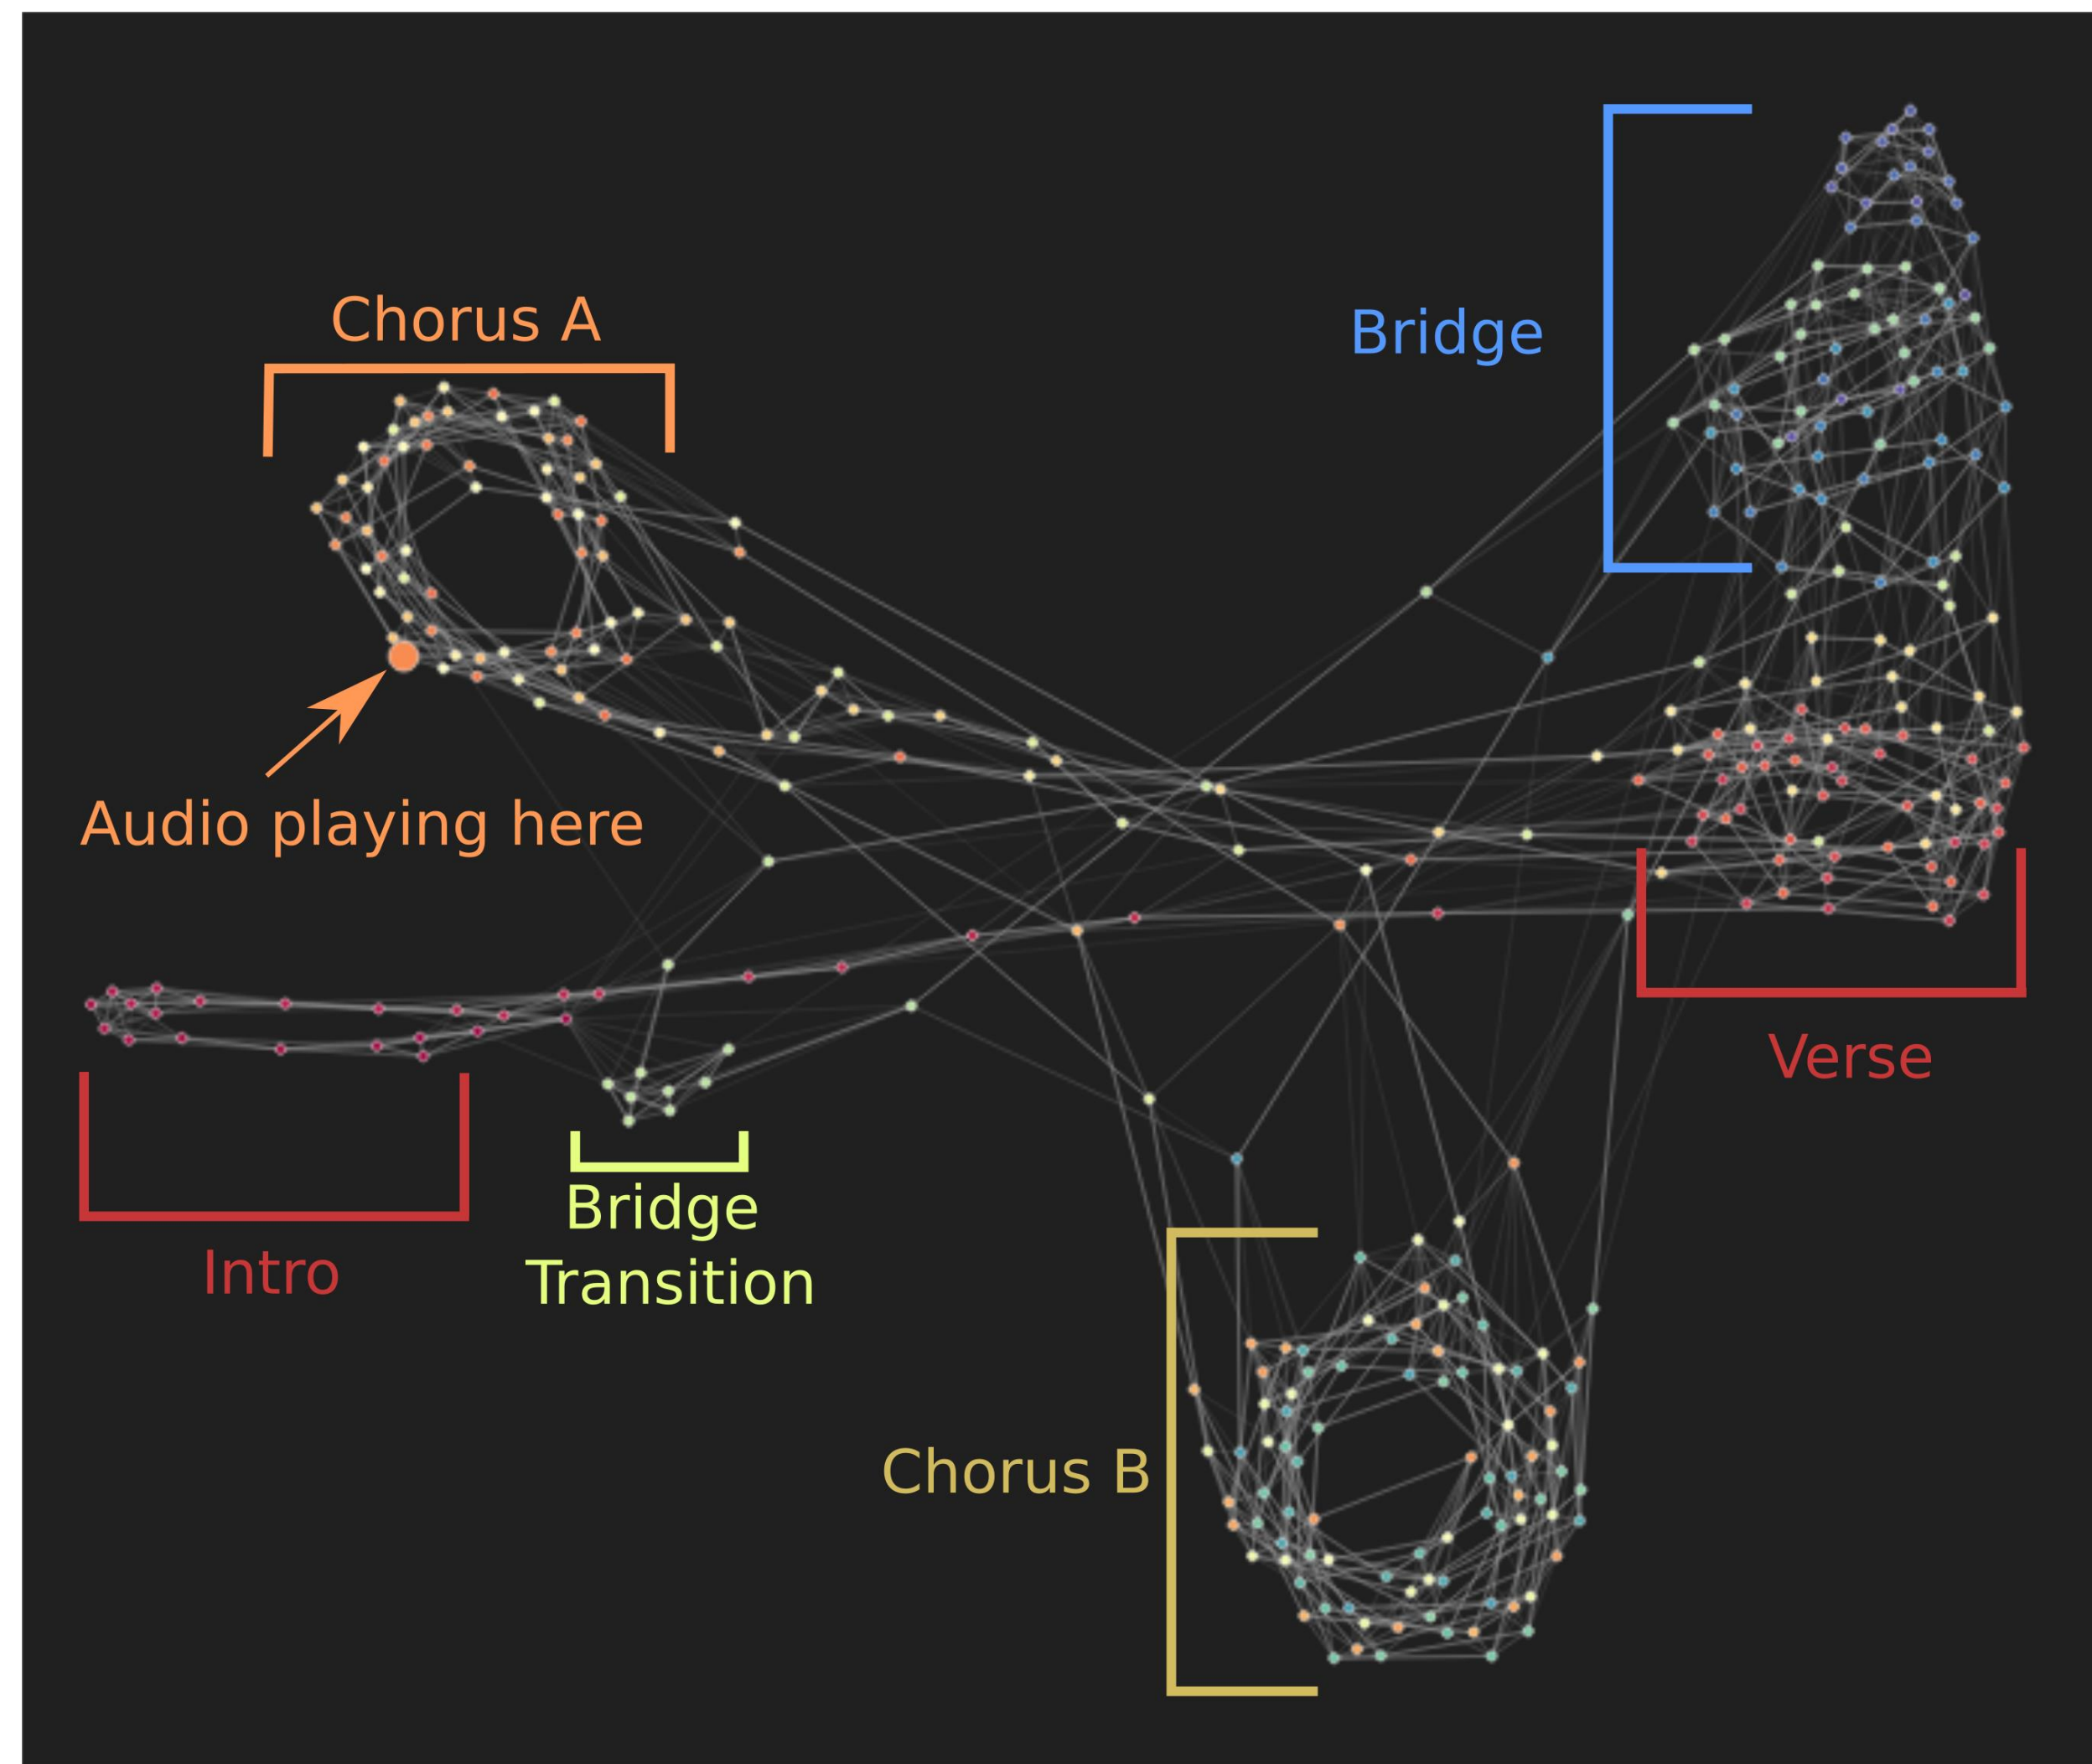 Chorus A
Bridge
Audio playing here
Verse
Bridge
Transition
Intro
Chorus B